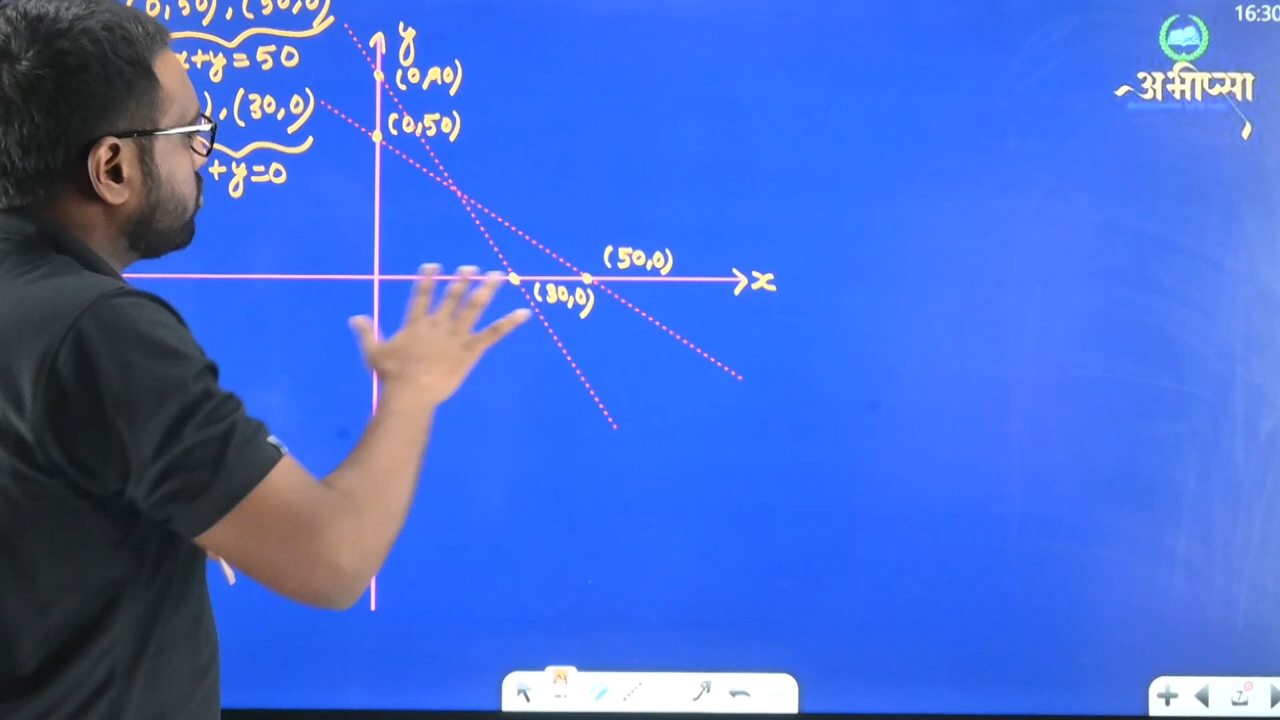 0,50), (50,0)
x+y=50
), (30,0)
+y=0
y
(0,90)
(0,50)
(50,0)
x
(30,0)
16:30
अभीप्सा